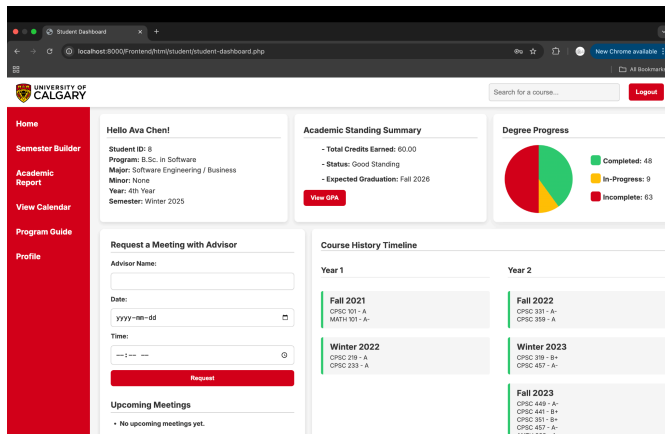 Student Dashboard
localhost:8000/Frontend/html/student/student-dashboard.php
New Chrome available
All Bookmarks
UNIVERSITY OF
CALGARY
Search for a course...
Logout
Home
Semester Builder
Academic
Report
View Calendar
Program Guide
Profile
Hello Ava Chen!
Student ID: 8
Program: B.Sc. in Software
Major: Software Engineering / Business
Minor: None
Year: 4th Year
Semester: Winter 2025
Academic Standing Summary
- Total Credits Earned: 60.00
- Status: Good Standing
- Expected Graduation: Fall 2026
View GPA
Degree Progress
Completed: 48
In-Progress: 9
Incomplete: 63
Request a Meeting with Advisor
Advisor Name:
Date:
yyyy-mm-dd
Time:
--:-- --
Request
Upcoming Meetings
• No upcoming meetings yet.
Course History Timeline
Year 1
Fall 2021
CPSC 101 - A
MATH 101 - A-
Winter 2022
CPSC 219 - A
CPSC 233 - A
Year 2
Fall 2022
CPSC 331 - A-
CPSC 359 - A
Winter 2023
CPSC 319 - B+
CPSC 457 - A-
Fall 2023
CPSC 449 - A-
CPSC 441 - B+
CPSC 351 - B+
CPSC 457 - A-